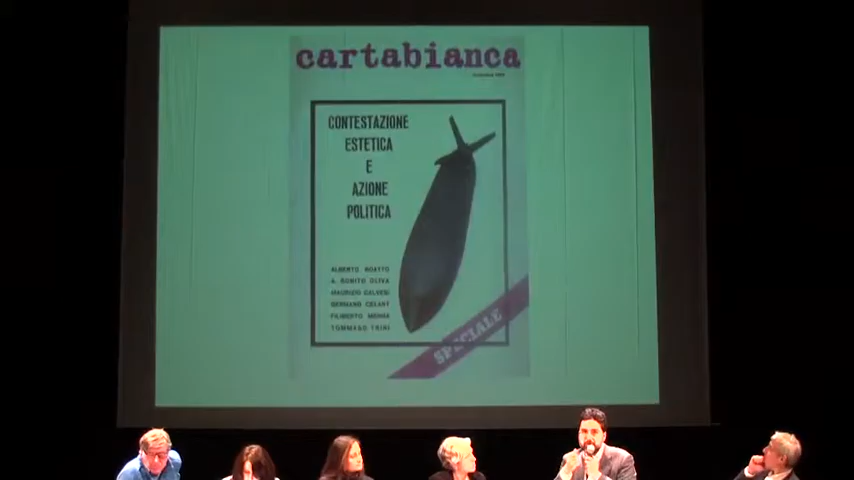 cartabianca
CONTESTAZIONE
ESTETICA
E
AZIONE
POLITICA
ALBERTO BOATTO
A. BONITO OLIVA
MAURIZIO CALVESI
GERMANO CELANT
FILIBERTO MENNA
TOMMASO TRINI
SPECIALE